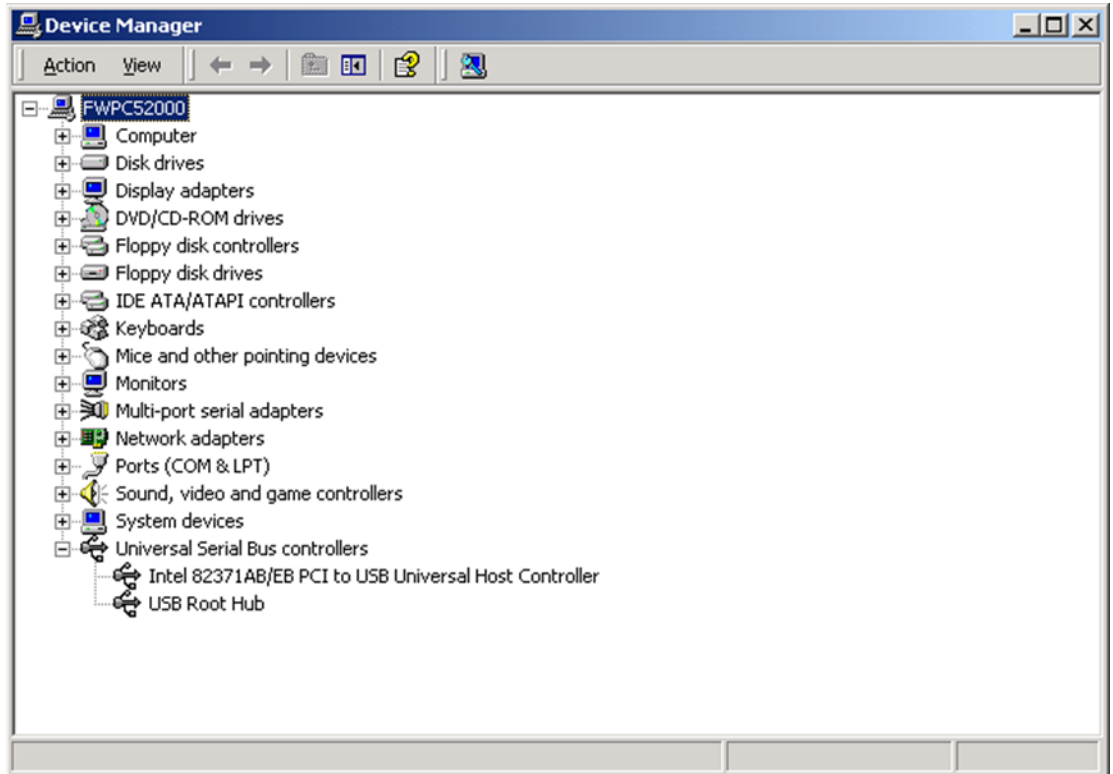 Device Manager
Action View
FWPC52000
Computer
Disk drives
Display adapters
DVD/CD-ROM drives
Floppy disk controllers
Floppy disk drives
IDE ATA/ATAPI controllers
Keyboards
Mice and other pointing devices
Monitors
Multi-port serial adapters
Network adapters
Ports (COM & LPT)
Sound, video and game controllers
System devices
Universal Serial Bus controllers
Intel 82371AB/EB PCI to USB Universal Host Controller
USB Root Hub